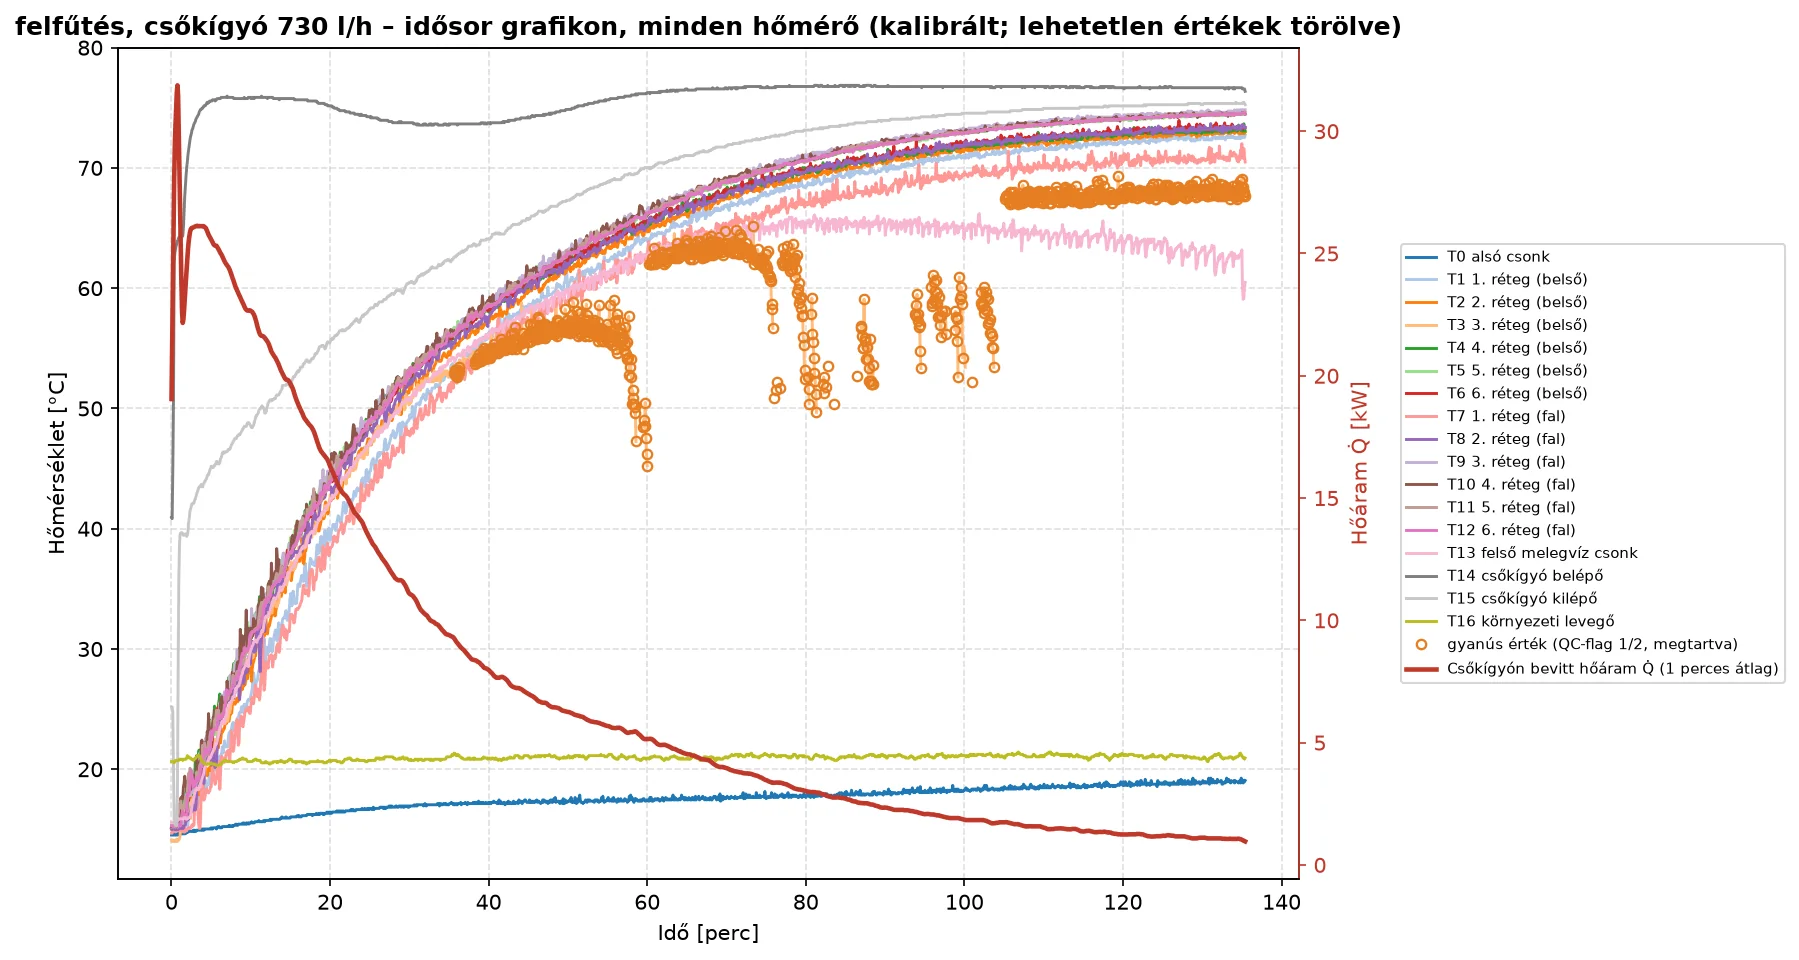 felfűtés, csőkígyó 730 l/h – idősor grafikon, minden hőmérő (kalibrált; lehetetlen értékek törölve)
80
70
60
50
40
30
20
Hőmérséklet [°C]
0 20 40 60 80 100 120 140
Idő [perc]
30
25
20
15
10
5
0
Hőáram Q̇ [kW]
T0 alsó csonk
T1 1. réteg (belső)
T2 2. réteg (belső)
T3 3. réteg (belső)
T4 4. réteg (belső)
T5 5. réteg (belső)
T6 6. réteg (belső)
T7 1. réteg (fal)
T8 2. réteg (fal)
T9 3. réteg (fal)
T10 4. réteg (fal)
T11 5. réteg (fal)
T12 6. réteg (fal)
T13 felső melegvíz csonk
T14 csőkígyó belépő
T15 csőkígyó kilépő
T16 környezeti levegő
gyanús érték (QC-flag 1/2, megtartva)
Csőkígyón bevitt hőáram Q̇ (1 perces átlag)